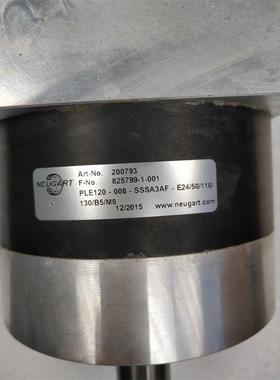 NEUGART
Art-No. 200793
F-No. 825799-1-001
PLE120 - 008 - SSSA3AF - E24/50/110/
130/B5/M8 12/2015 www.neugart.com